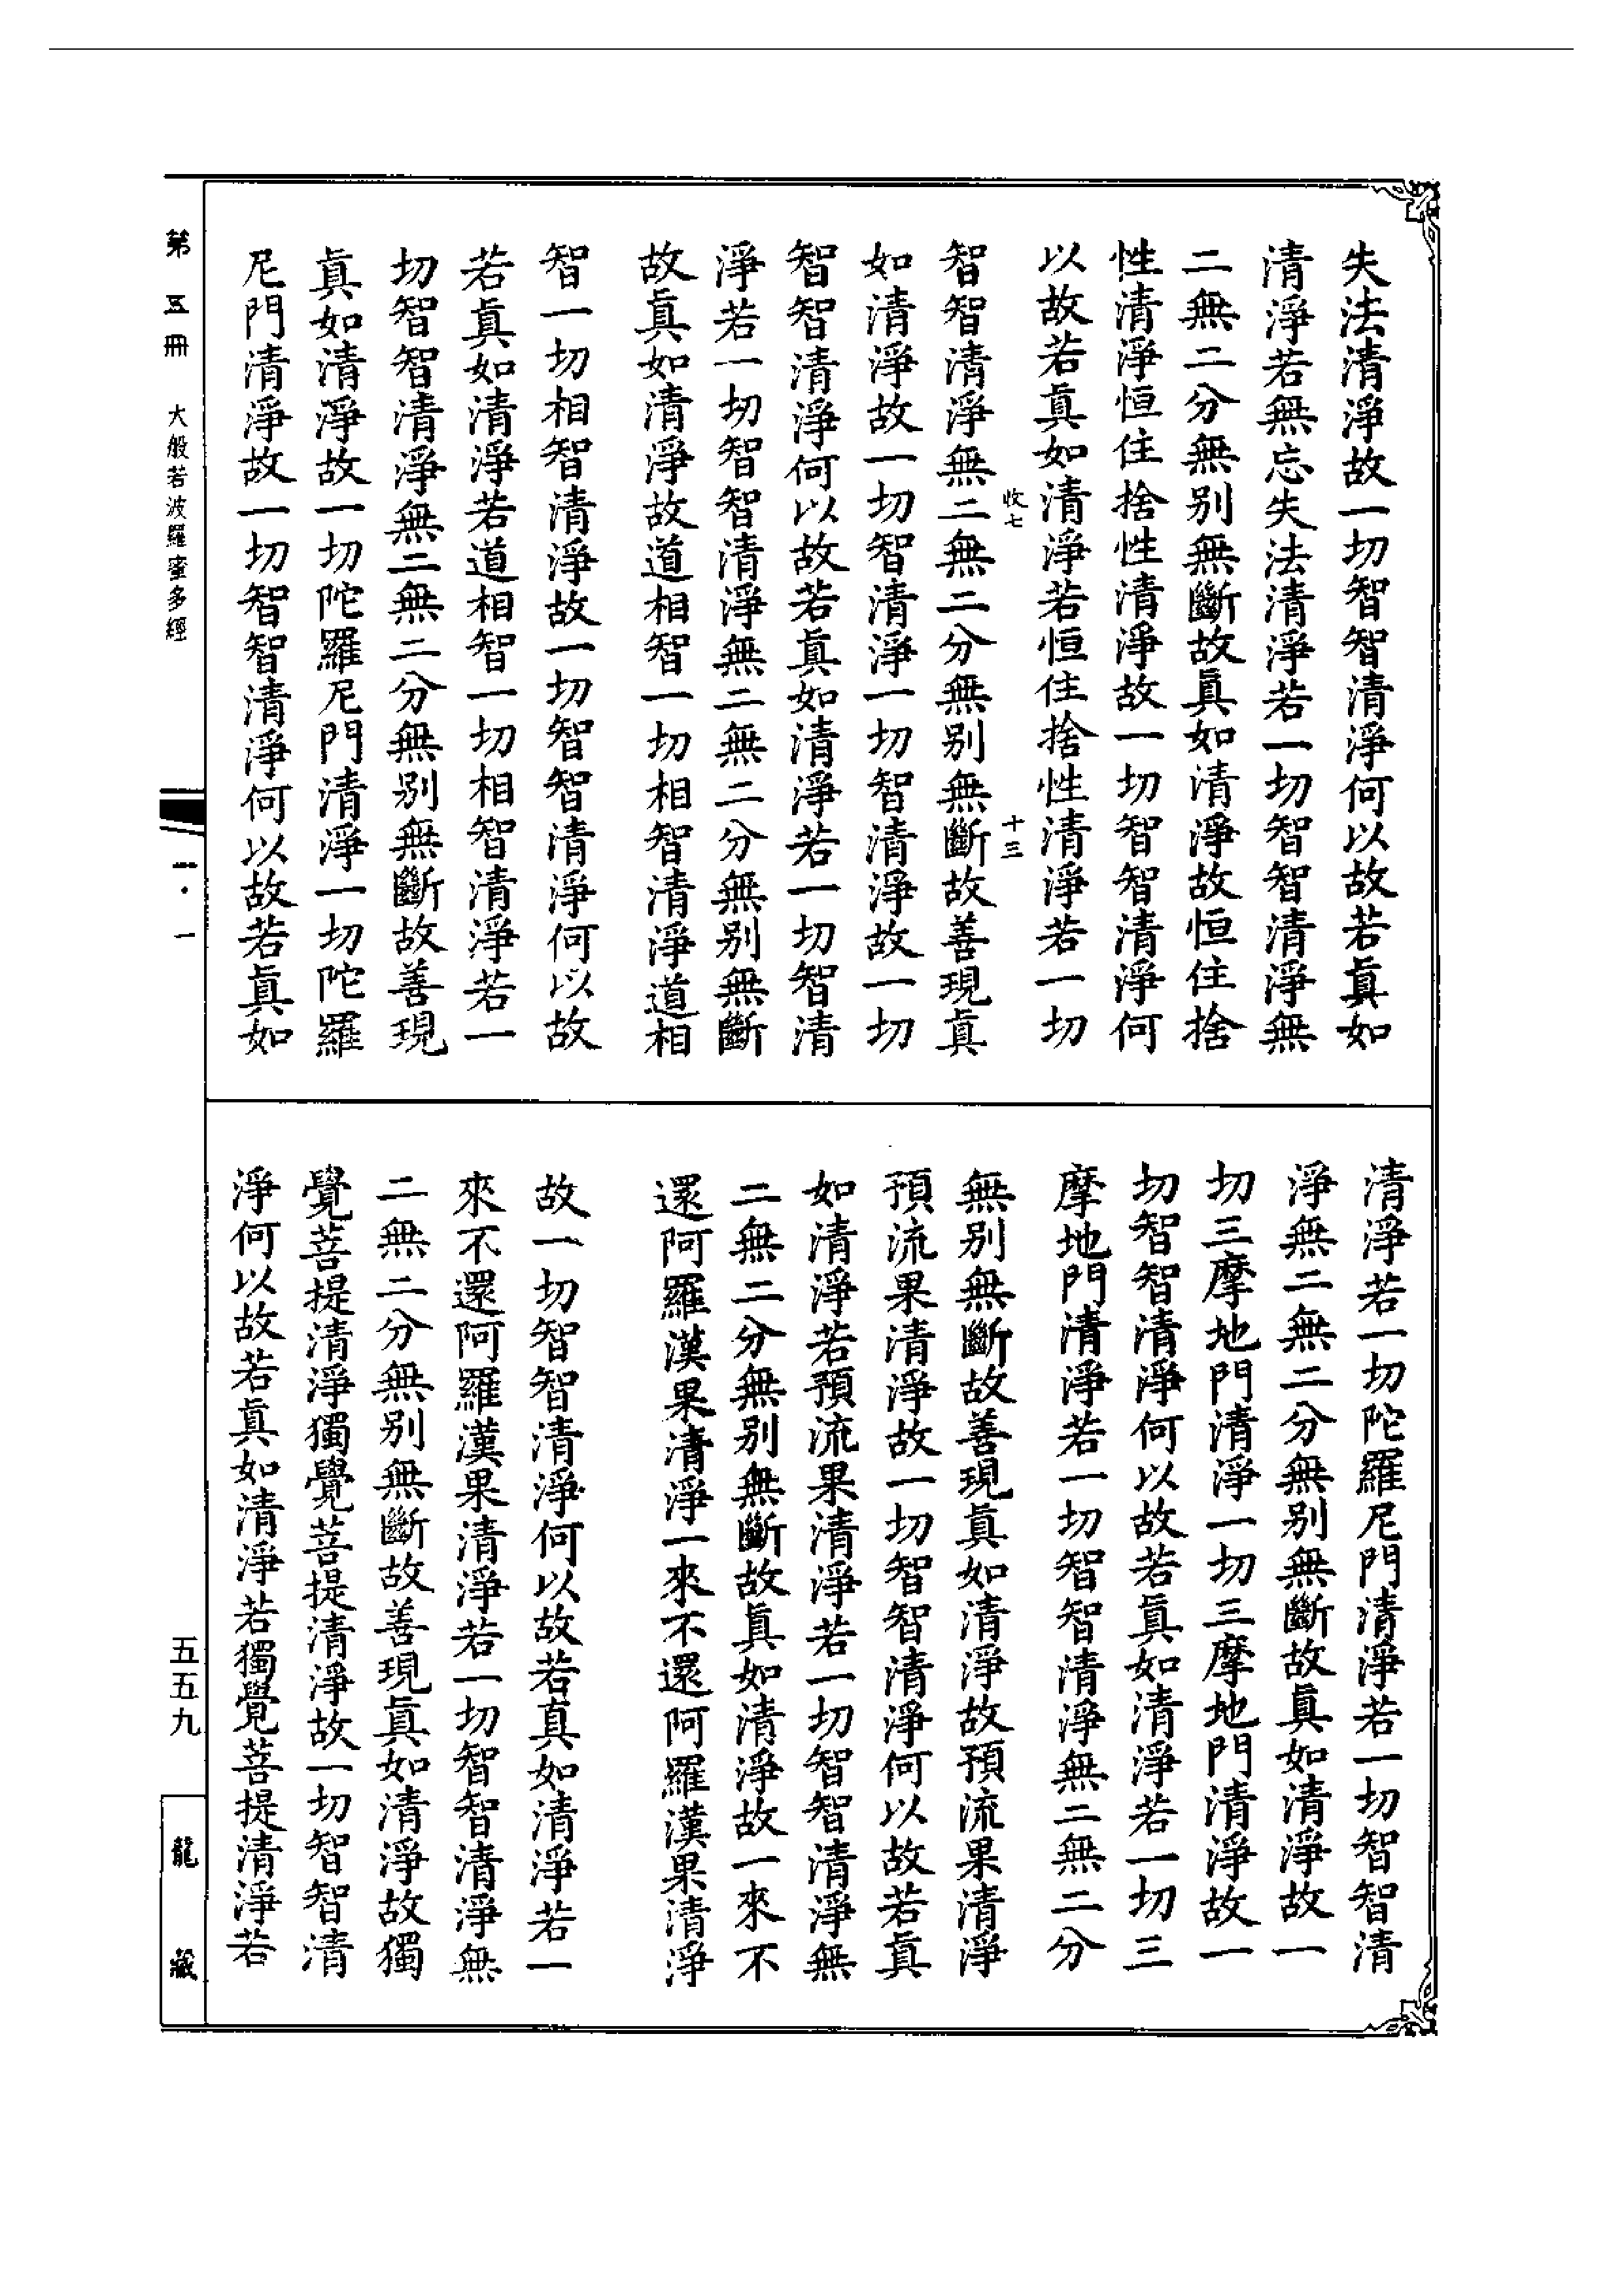 失法清淨故一切智智清淨何以故若眞如
清淨若無忘失法清淨若一切智智清淨無
二無二分無别無斷故眞如清淨故恒住捨
性清淨恒住捨性清淨故一切智智清淨何
以故若眞如清淨若恒住捨性清淨若一切
收七 十三
智智清淨無二無二分無别無斷故善現眞
如清淨故一切智清淨一切智清淨故一切
智智清淨何以故若眞如清淨若一切智清
淨若一切智智清淨無二無二分無别無斷
故眞如清淨故道相智一切相智清淨道相
智一切相智清淨故一切智智清淨何以故
若眞如清淨若道相智一切相智清淨若一
切智智清淨無二無二分無别無斷故善現
眞如清淨故一切陀羅尼門清淨一切陀羅
尼門清淨故一切智智清淨何以故若眞如
清淨若一切陀羅尼門清淨若一切智智清
淨無二無二分無别無斷故眞如清淨故一
切三摩地門清淨一切三摩地門清淨故一
切智智清淨何以故若眞如清淨若一切三
摩地門清淨若一切智智清淨無二無二分
無别無斷故善現眞如清淨故預流果清淨
預流果清淨故一切智智清淨何以故若眞
如清淨若預流果清淨若一切智智清淨無
二無二分無别無斷故眞如清淨故一來不
還阿羅漢果清淨一來不還阿羅漢果清淨
故一切智智清淨何以故若眞如清淨若一
來不還阿羅漢果清淨若一切智智清淨無
二無二分無别無斷故善現眞如清淨故獨
覺菩提清淨獨覺菩提清淨故一切智智清
淨何以故若眞如清淨若獨覺菩提清淨若
第五冊 大般若波羅蜜多經 一·一 五五九 龍藏